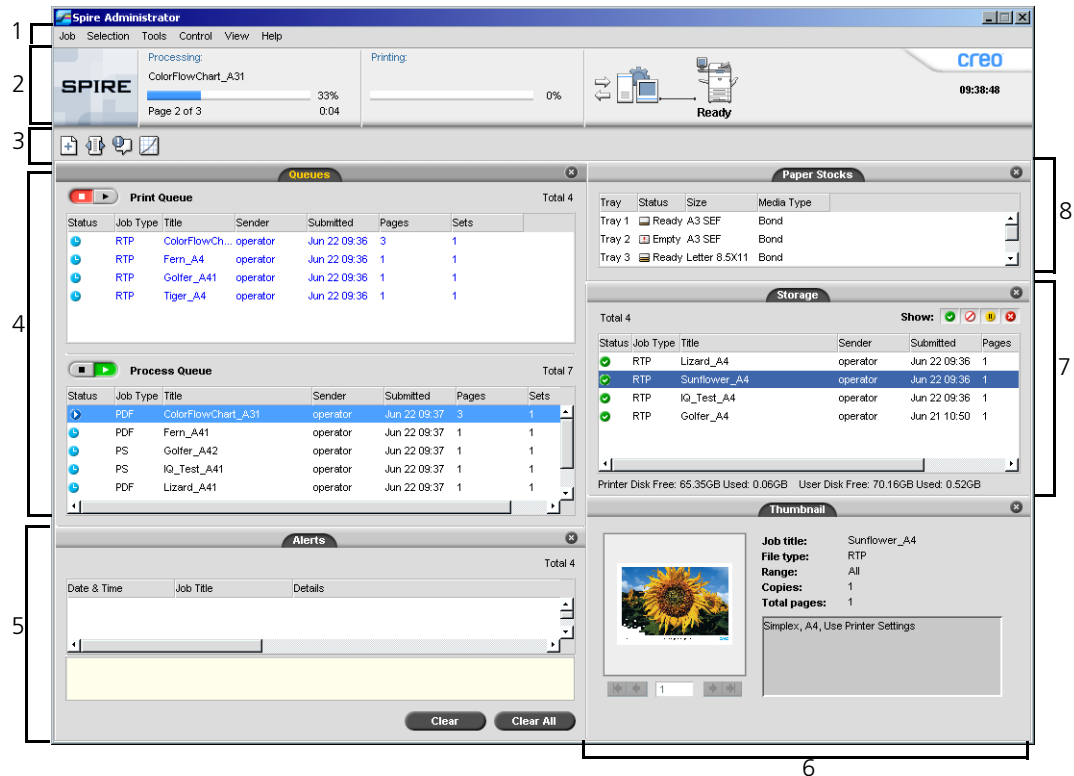 Spire Administrator
1
Job Selection Tools Control View Help
2
SPIRE
Processing:
ColorFlowChart_A31
33%
Page 2 of 3 0:04
Printing:
0%
Ready
creo
09:38:48
3
4
Queues
Print Queue Total 4
Status Job Type Title Sender Submitted Pages Sets
RTP ColorFlowCh... operator Jun 22 09:36 3 1
RTP Fern_A4 operator Jun 22 09:36 1 1
RTP Golfer_A41 operator Jun 22 09:36 1 1
RTP Tiger_A4 operator Jun 22 09:36 1 1
Process Queue Total 7
Status Job Type Title Sender Submitted Pages Sets
PDF ColorFlowChart_A31 operator Jun 22 09:37 3 1
PDF Fern_A41 operator Jun 22 09:37 1 1
PS Golfer_A42 operator Jun 22 09:37 1 1
PS IQ_Test_A41 operator Jun 22 09:37 1 1
PDF Lizard_A41 operator Jun 22 09:37 1 1
5
Alerts
Total 4
Date & Time Job Title Details
Clear Clear All
8
Paper Stocks
Tray Status Size Media Type
Tray 1 Ready A3 SEF Bond
Tray 2 Empty A3 SEF Bond
Tray 3 Ready Letter 8.5X11 Bond
7
Storage
Total 4 Show:
Status Job Type Title Sender Submitted Pages
RTP Lizard_A4 operator Jun 22 09:36 1
RTP Sunflower_A4 operator Jun 22 09:36 1
RTP IQ_Test_A4 operator Jun 22 09:36 1
RTP Golfer_A4 operator Jun 21 10:50 1
Printer Disk Free: 65.35GB Used: 0.06GB User Disk Free: 70.16GB Used: 0.52GB
Thumbnail
Job title: Sunflower_A4
File type: RTP
Range: All
Copies: 1
Total pages: 1
Simplex, A4, Use Printer Settings
1
6